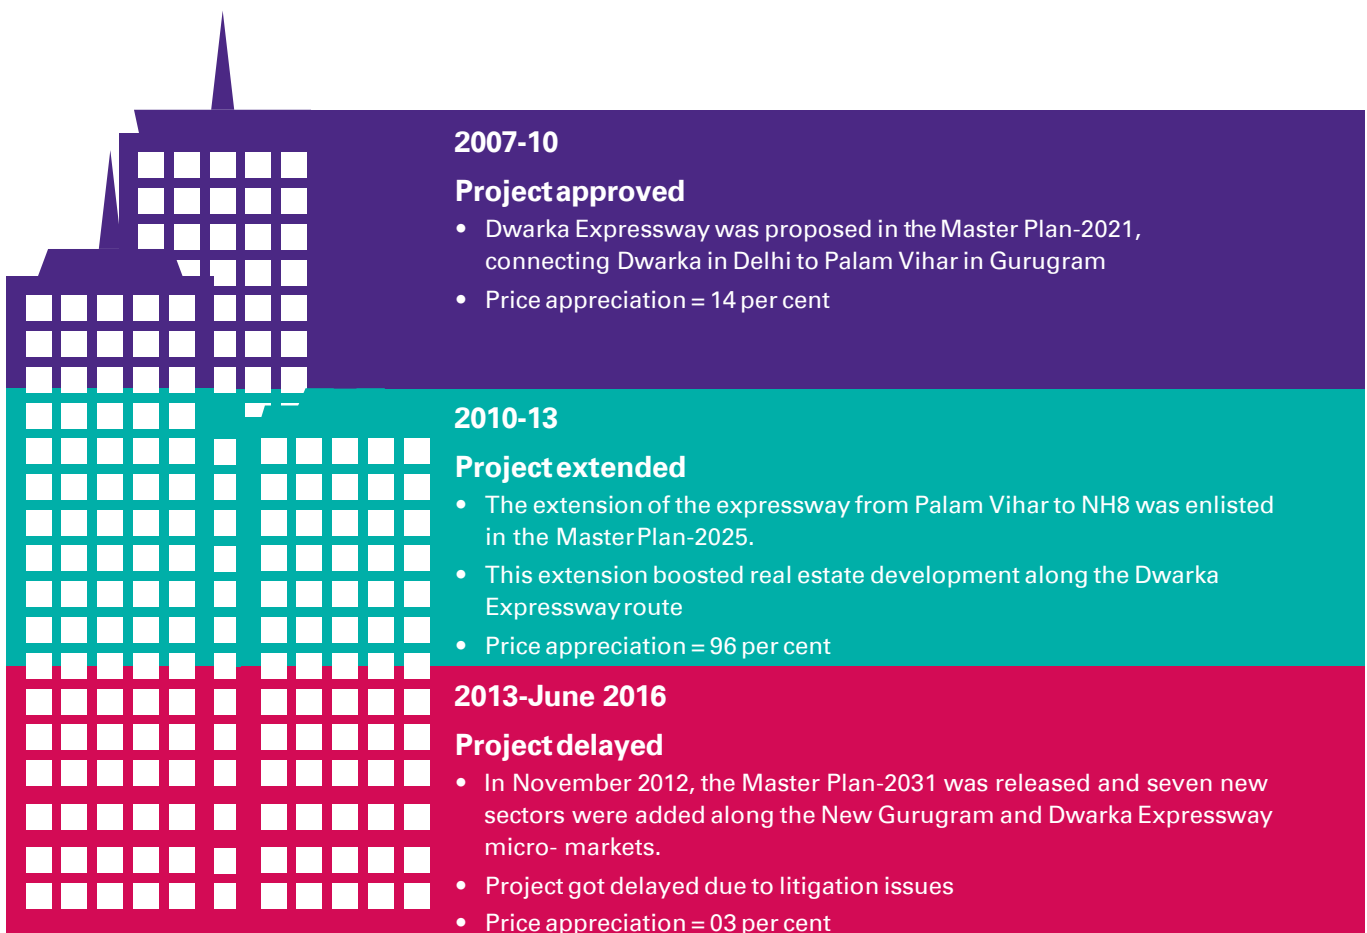 2007-10
Project approved
• Dwarka Expressway was proposed in the Master Plan-2021,
connecting Dwarka in Delhi to Palam Vihar in Gurugram
• Price appreciation = 14 per cent
2010-13
Project extended
• The extension of the expressway from Palam Vihar to NH8 was enlisted
in the Master Plan-2025.
• This extension boosted real estate development along the Dwarka
Expressway route
• Price appreciation = 96 per cent
2013-June 2016
Project delayed
• In November 2012, the Master Plan-2031 was released and seven new
sectors were added along the New Gurugram and Dwarka Expressway
micro- markets.
• Project got delayed due to litigation issues
• Price appreciation = 03 per cent